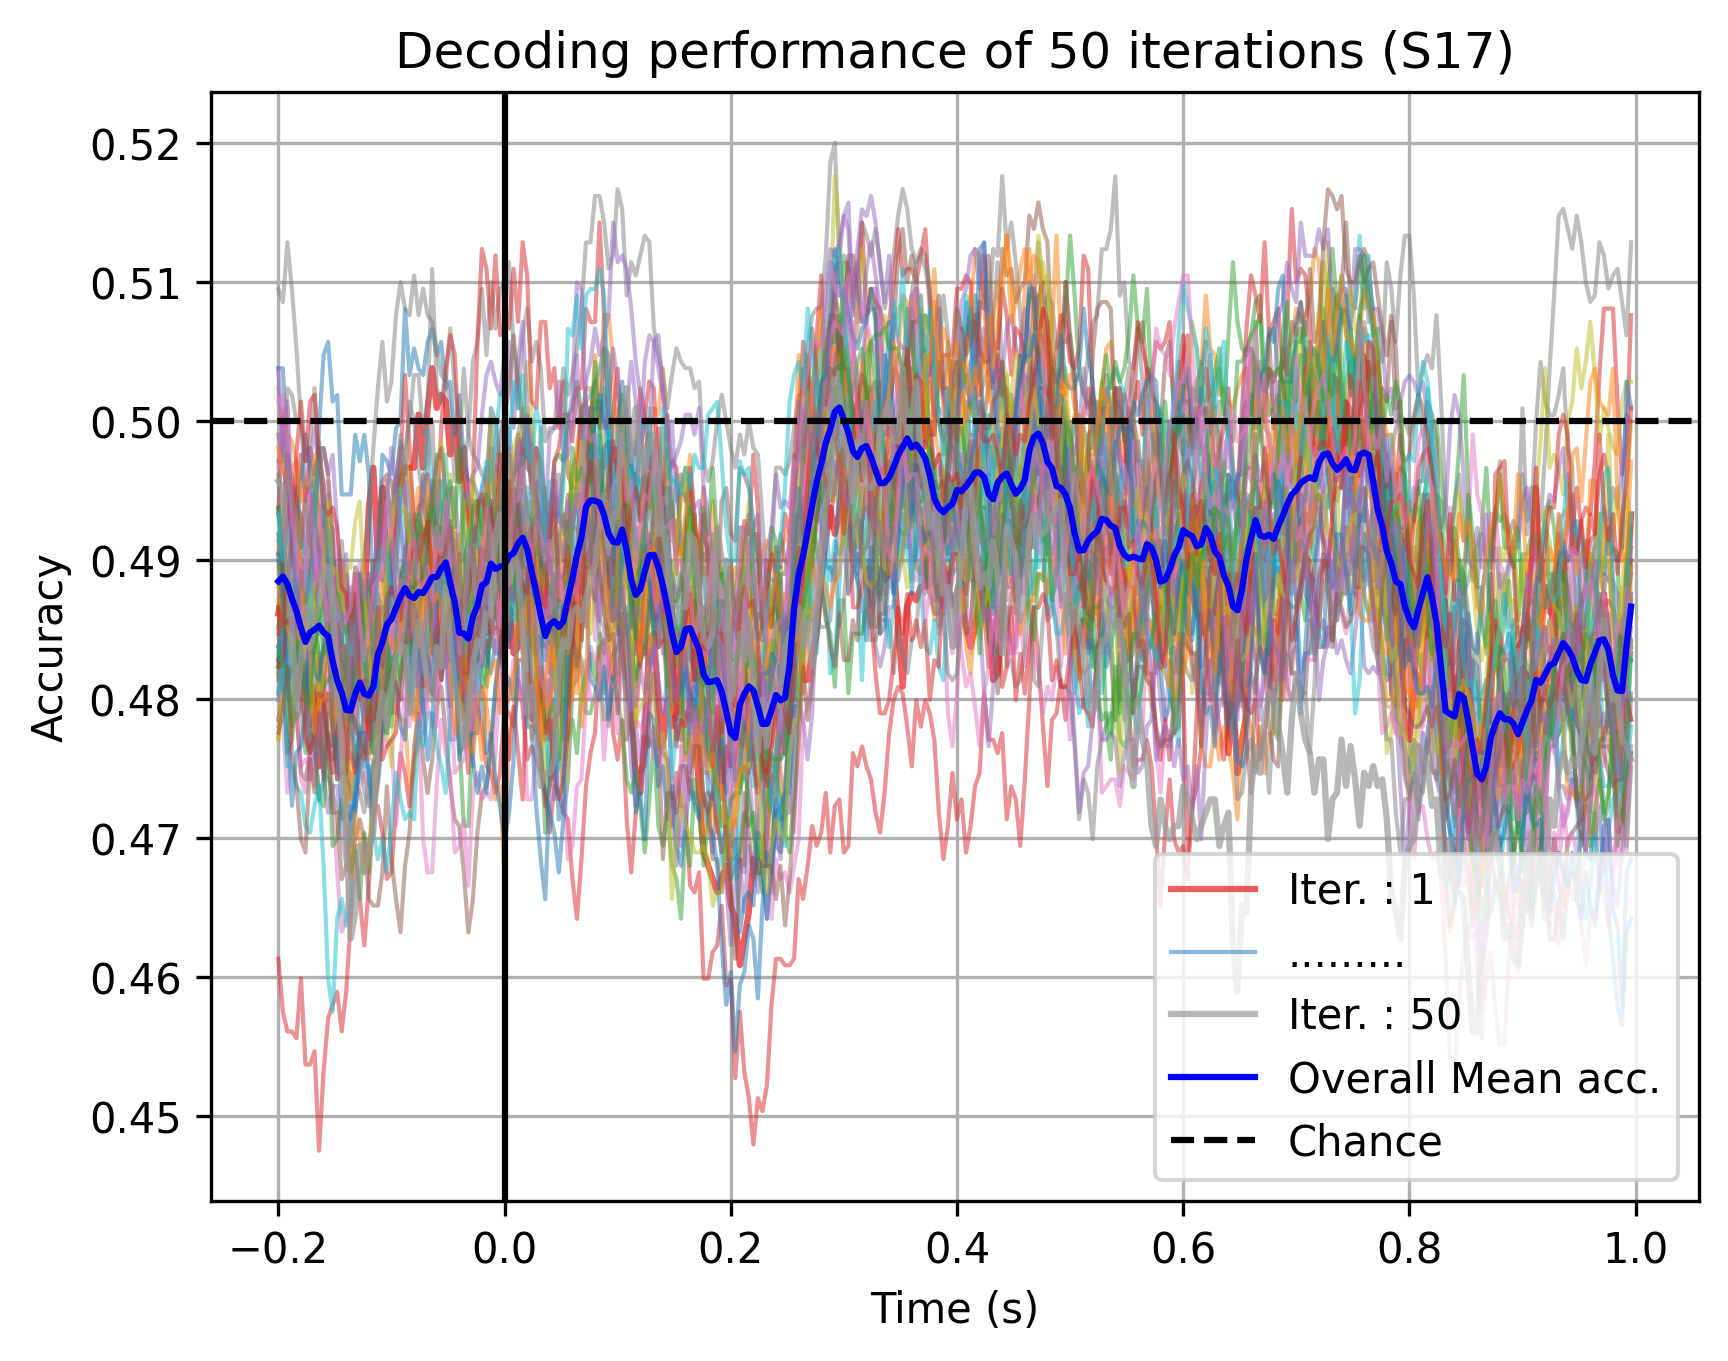 Decoding performance of 50 iterations (S17)
Accuracy
0.52
0.51
0.50
0.49
0.48
0.47
0.46
0.45
Iter. : 1
.........
Iter. : 50
Overall Mean acc.
Chance
−0.2 0.0 0.2 0.4 0.6 0.8 1.0
Time (s)